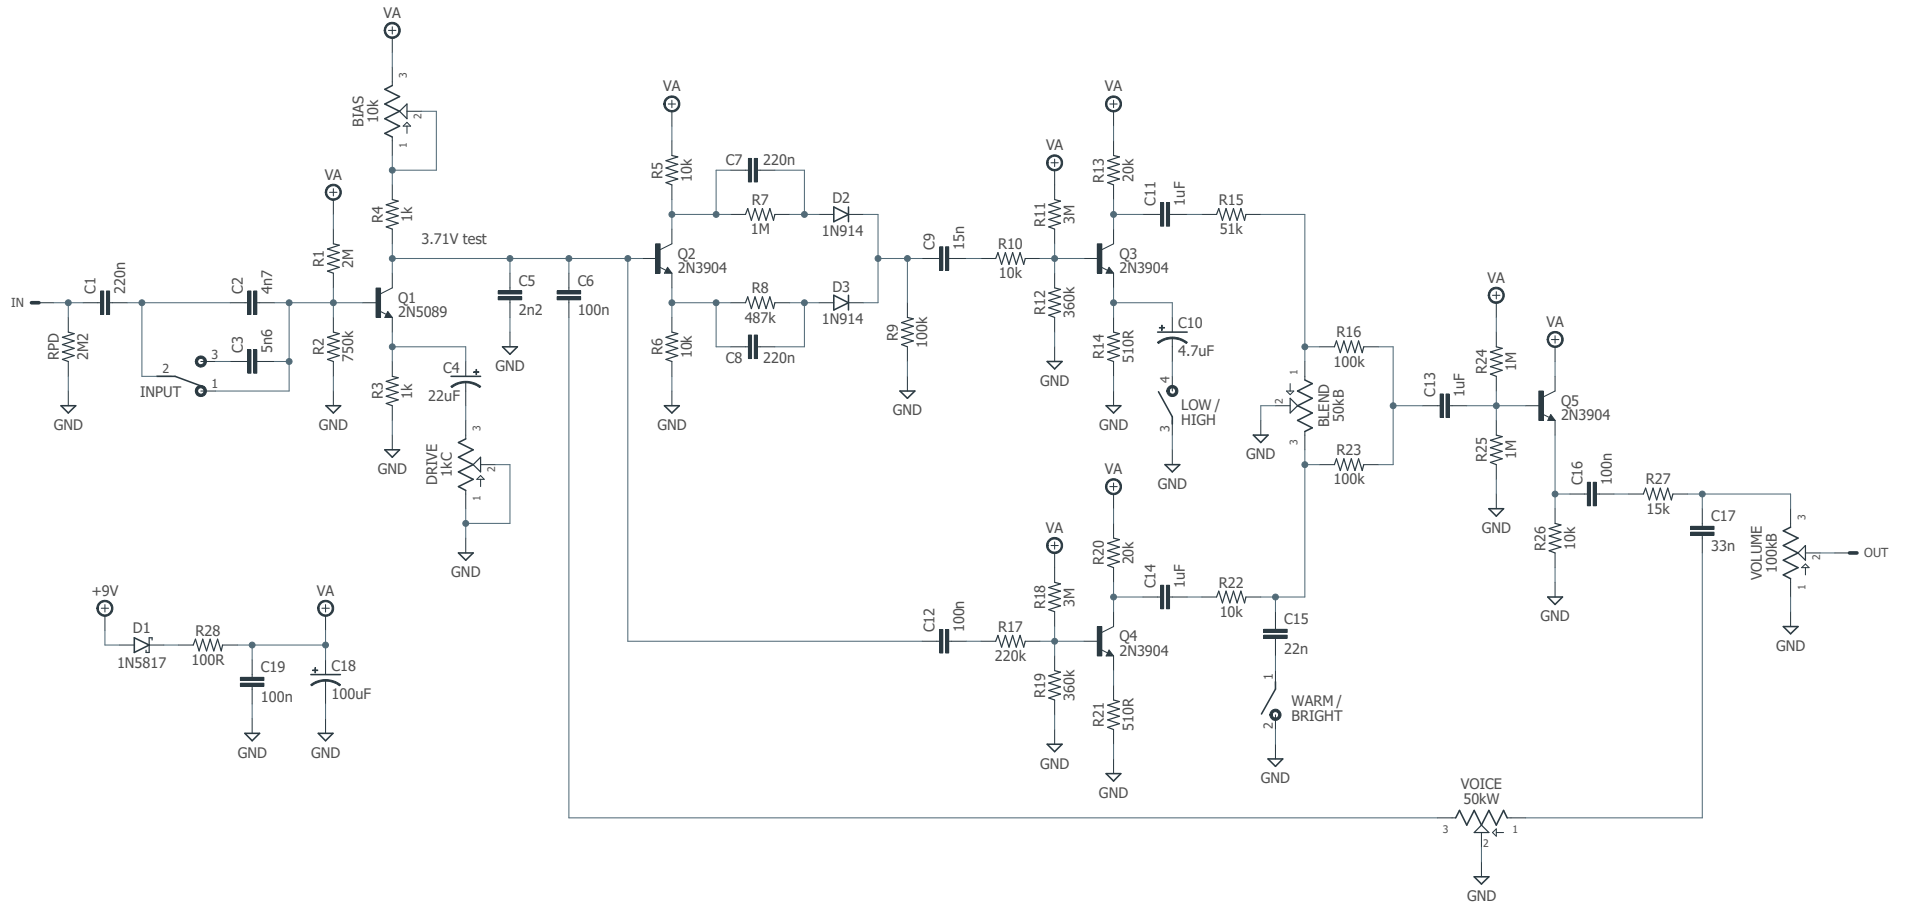 VA
3
BIAS
10k
2
1
VA
R4
1k
R1
2M
3.71V test
IN
C1
220n
RPD
2M2
GND
C2
4n7
C3
5n6
2
3
1
INPUT
R2
750k
GND
Q1
2N5089
R3
1k
GND
C4
22uF
DRIVE
1kC
3
2
1
GND
C5
2n2
GND
C6
100n
VA
R5
10k
C7
220n
R7
1M
D2
1N914
Q2
2N3904
R6
10k
GND
R8
487k
C8
220n
D3
1N914
R9
100k
GND
C9
15n
R10
10k
VA
R11
3M
R12
360k
GND
VA
R13
20k
Q3
2N3904
R14
510R
GND
C10
4.7uF
4
3
LOW /
HIGH
GND
C11
1uF
R15
51k
R16
100k
1
BLEND
50kB
2
3
GND
R23
100k
C13
1uF
VA
R24
1M
R25
1M
GND
VA
Q5
2N3904
R26
10k
GND
C16
100n
R27
15k
C17
33n
VOLUME
100kB
3
2
1
GND
OUT
+9V
D1
1N5817
R28
100R
C19
100n
GND
VA
C18
100uF
GND
C12
100n
R17
220k
VA
R18
3M
R19
360k
GND
VA
R20
20k
Q4
2N3904
R21
510R
GND
C14
1uF
R22
10k
C15
22n
1
2
WARM /
BRIGHT
GND
VOICE
50kW
3
1
2
GND